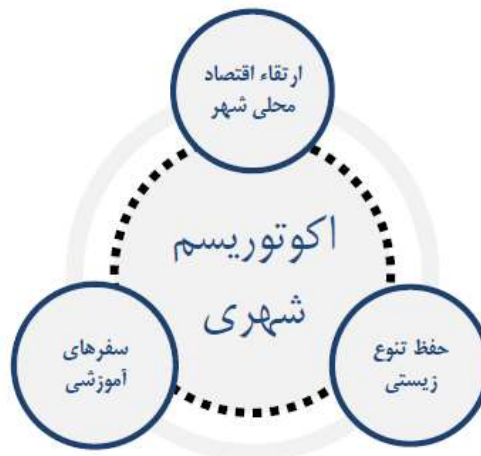 ارتقاء اقتصاد
محلی شهر
اکوتوریسم
شهری
حفظ تنوع
زیستی
سفرهای
آموزشی